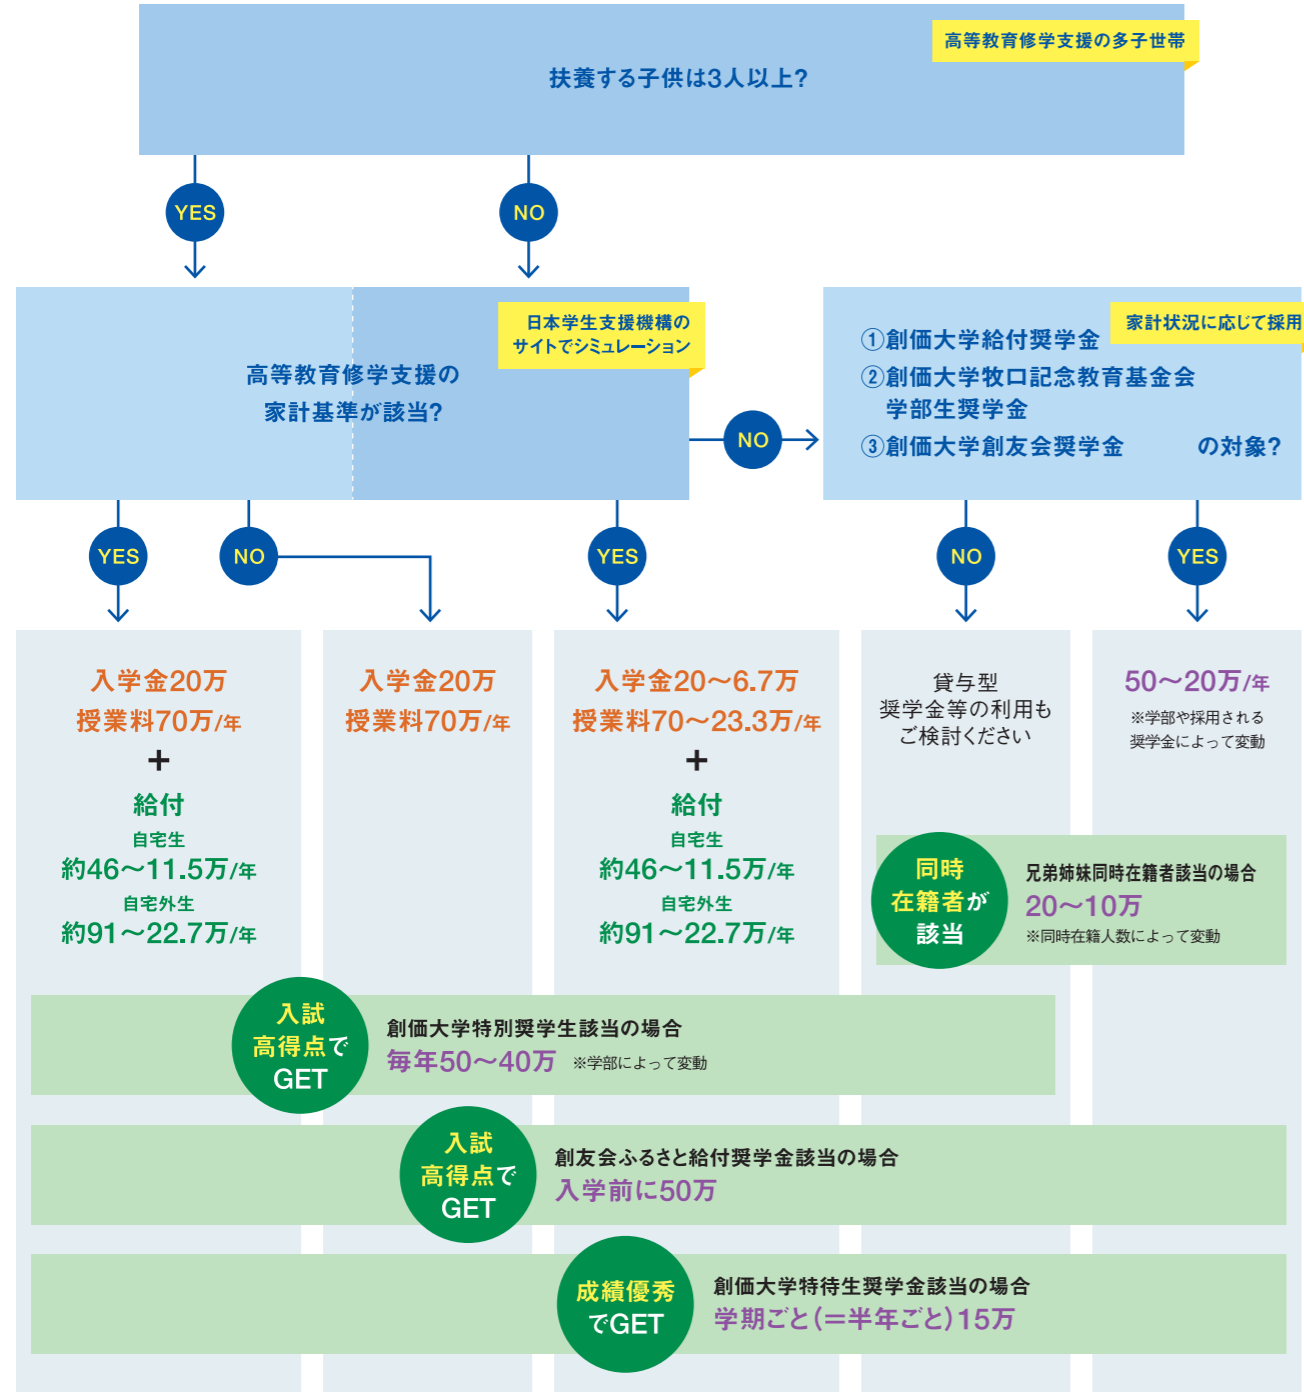 高等教育修学支援の多子世帯
扶養する子供は3人以上?
YES
NO
日本学生支援機構の
サイトでシミュレーション
高等教育修学支援の
家計基準が該当?
NO
家計状況に応じて採用
①創価大学給付奨学金
②創価大学牧口記念教育基金会
学部生奨学金
③創価大学創友会奨学金 の対象?
YES
NO
YES
NO
YES
入学金20万
授業料70万/年
+
給付
自宅生
約46〜11.5万/年
自宅外生
約91〜22.7万/年
入学金20万
授業料70万/年
入学金20〜6.7万
授業料70〜23.3万/年
+
給付
自宅生
約46〜11.5万/年
自宅外生
約91〜22.7万/年
貸与型
奨学金等の利用も
ご検討ください
50〜20万/年
※学部や採用される
奨学金によって変動
同時
在籍者が
該当
兄弟姉妹同時在籍者該当の場合
20〜10万
※同時在籍人数によって変動
入試
高得点で
GET
創価大学特別奨学生該当の場合
毎年50〜40万 ※学部によって変動
入試
高得点で
GET
創友会ふるさと給付奨学金該当の場合
入学前に50万
成績優秀
でGET
創価大学特待生奨学金該当の場合
学期ごと(=半年ごと)15万